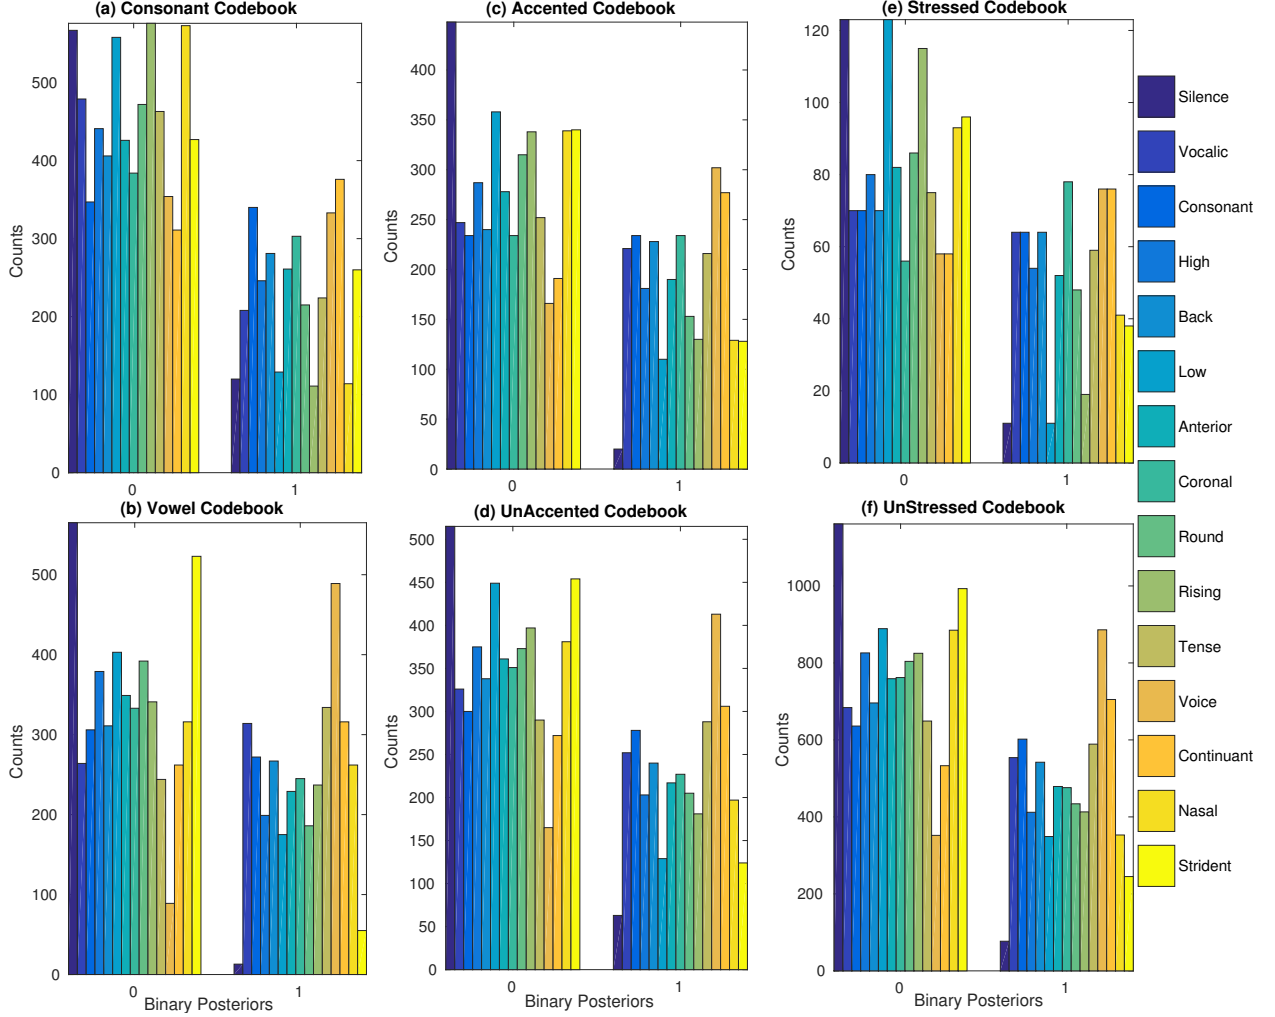 (a) Consonant Codebook
Counts
500
400
300
200
100
0
0
1
(b) Vowel Codebook
Counts
500
400
300
200
100
0
0
1
Binary Posteriors
(c) Accented Codebook
Counts
400
350
300
250
200
150
100
50
0
0
1
(d) UnAccented Codebook
Counts
500
450
400
350
300
250
200
150
100
50
0
0
1
(e) Stressed Codebook
Counts
120
100
80
60
40
20
0
0
1
(f) UnStressed Codebook
Counts
1000
800
600
400
200
0
0
1
Binary Posteriors
Silence
Vocalic
Consonant
High
Back
Low
Anterior
Coronal
Round
Rising
Tense
Voice
Continuant
Nasal
Strident